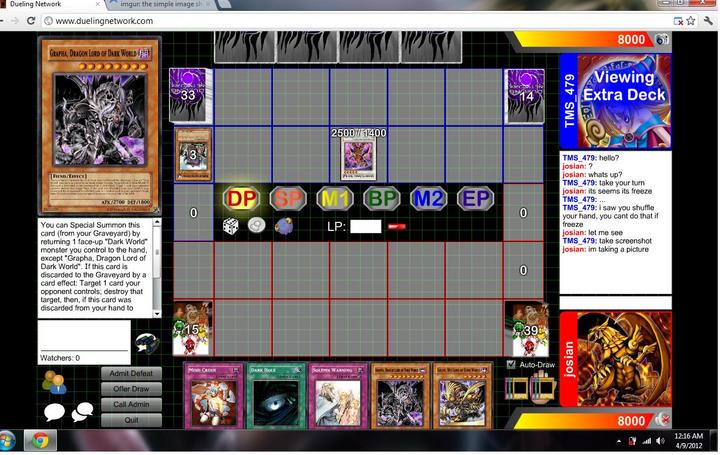 Dueling Network
imgur: the simple image sh
www.duelingnetwork.com
GRAPHA, DRAGON LORD OF DARK WORLD
[FIEND/EFFECT]
ATK/2700 DEF/1800
You can Special Summon this
card (from your Graveyard) by
returning 1 face-up "Dark World"
monster you control to the hand,
except "Grapha, Dragon Lord of
Dark World". If this card is
discarded to the Graveyard by a
card effect: Target 1 card your
opponent controls; destroy that
target, then, if this card was
discarded from your hand to
Watchers: 0
Admit Defeat
Offer Draw
Call Admin
Quit
33
14
3
2500 / 1400
0
DP
SP
M1
BP
M2
EP
0
LP:
0
15
39
MIND CRUSH
DARK HOLE
SOLEMN WARNING
Auto-Draw
8000
TMS_479
Viewing
Extra Deck
TMS_479: hello?
josian: ?
josian: whats up?
TMS_479: take your turn
josian: its seems its freeze
TMS_479: ...
TMS_479: i saw you shuffle
your hand, you cant do that if
freeze
josian: let me see
TMS_479: take screenshot
josian: im taking a picture
josian
8000
12:16 AM
4/9/2012